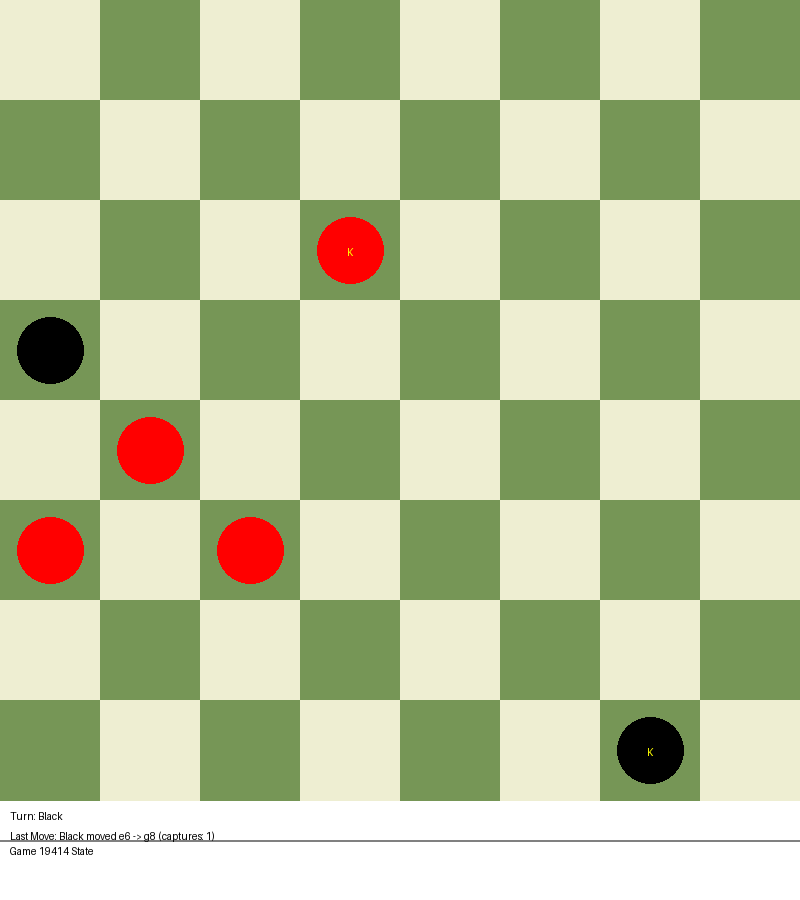 K
K
Turn: Black
Last Move: Black moved e6 -> g8 (captures: 1)
Game 19414 State